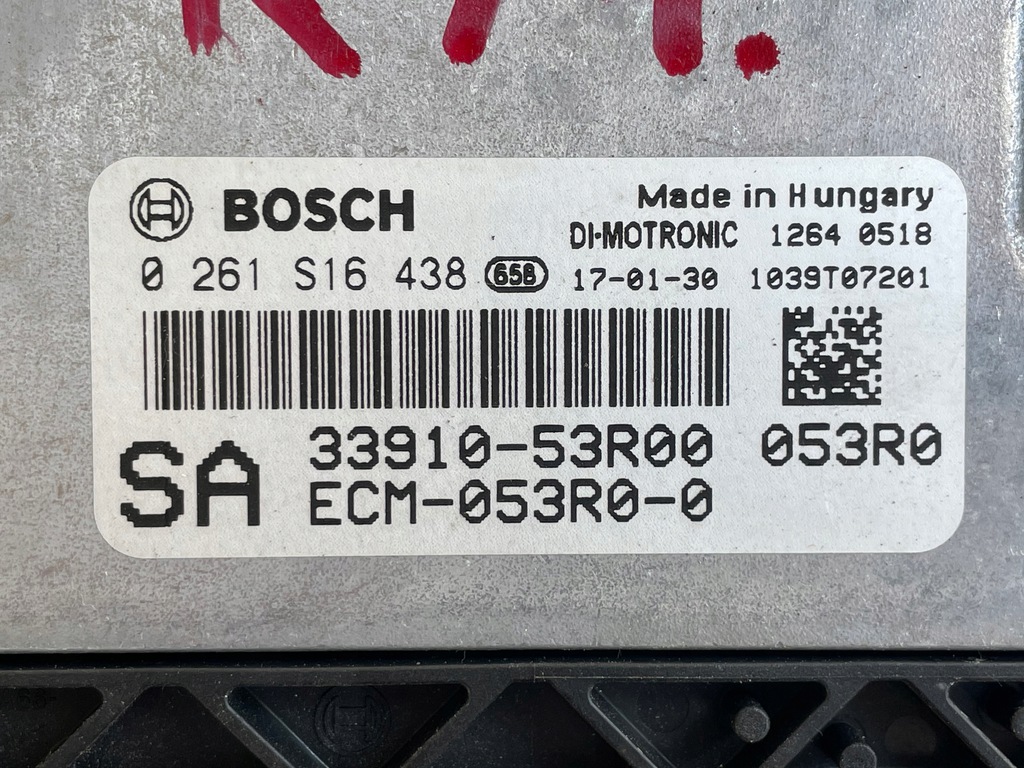 BOSCH
Made in Hungary
DI-MOTRONIC 1264 0518
0 261 S16 438 658 17-01-30 1039T07201
SA 33910-53R00 053R0
ECM-053R0-0